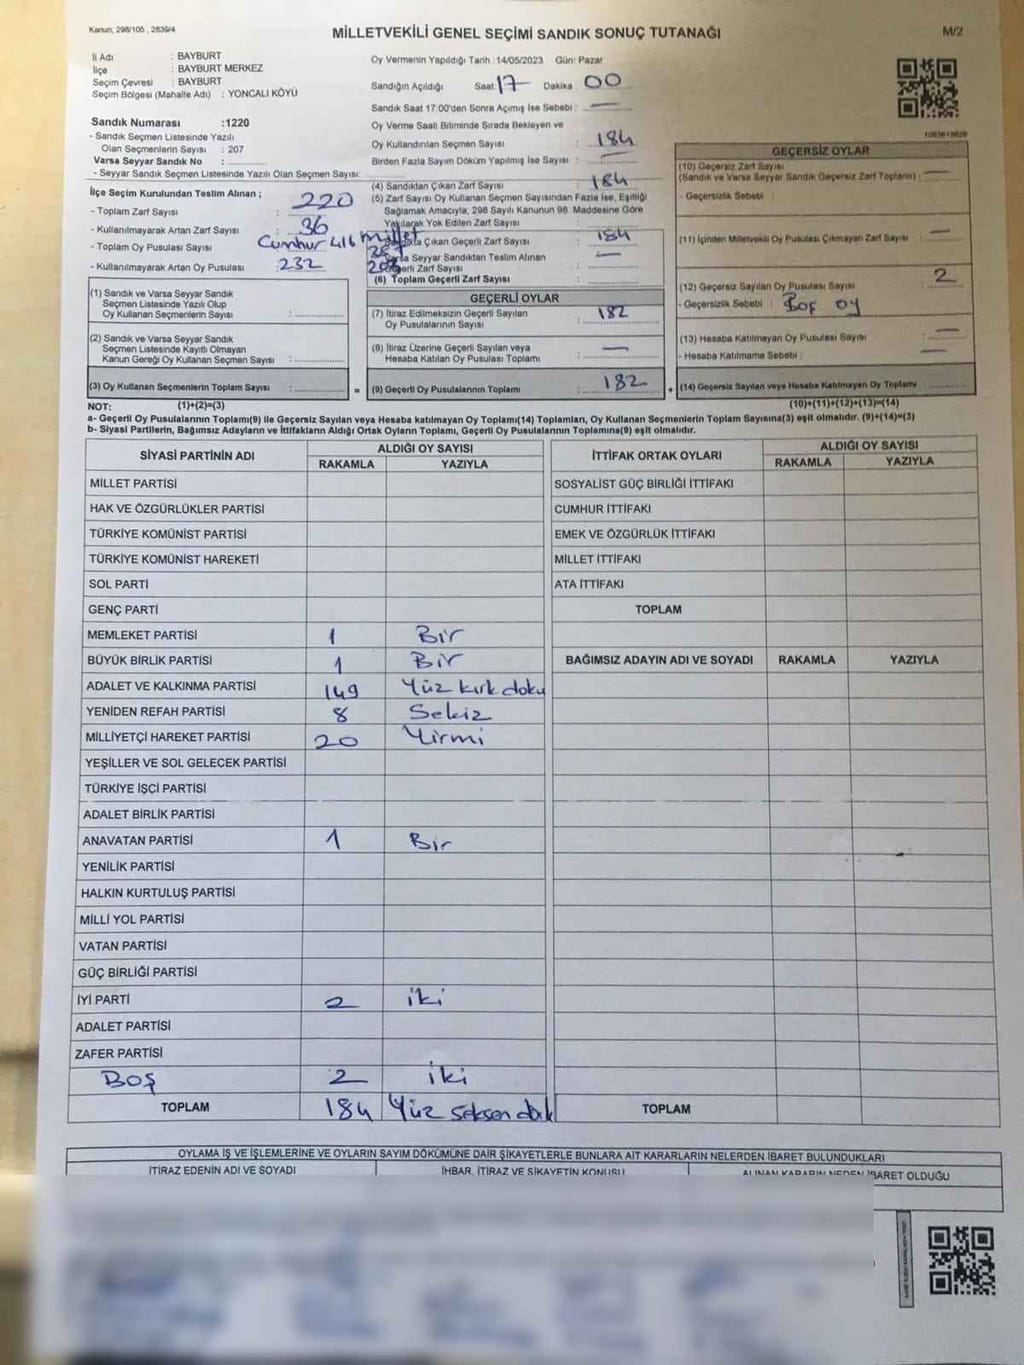 Kanun; 298/105 , 2839/4
MİLLETVEKİLİ GENEL SEÇİMİ SANDIK SONUÇ TUTANAĞI
M/2
İl Adı : BAYBURT
İlçe : BAYBURT MERKEZ
Seçim Çevresi : BAYBURT
Seçim Bölgesi (Mahalle Adı) : YONCALI KÖYÜ
Sandık Numarası :1220
- Sandık Seçmen Listesinde Yazılı
Olan Seçmenlerin Sayısı : 207
Varsa Seyyar Sandık No :
- Seyyar Sandık Seçmen Listesinde Yazılı Olan Seçmen Sayısı:
İlçe Seçim Kurulundan Teslim Alınan ;
- Toplam Zarf Sayısı : 220
- Kullanılmayarak Artan Zarf Sayısı : 36
- Toplam Oy Pusulası Sayısı Cumhur 416 Millet
- Kullanılmayarak Artan Oy Pusulası :232
Oy Vermenin Yapıldığı Tarih :14/05/2023 Gün: Pazar
Sandığın Açıldığı Saat: 17 Dakika 00
Sandık Saat 17:00'den Sonra Açmış İse Sebebi : —
Oy Verme Saati Bitiminde Sırada Bekleyen ve
Oy Kullandırılan Seçmen Sayısı : 184
Birden Fazla Sayım Döküm Yapılmış İse Sayısı : —
(4) Sandıktan Çıkan Zarf Sayısı : 184
(5) Zarf Sayısı Oy Kullanan Seçmen Sayısından Fazla İse, Eşitliği
Sağlamak Amacıyla, 298 Sayılı Kanunun 98. Maddesine Göre
Yakılarak Yok Edilen Zarf Sayısı :
Çıkan Geçerli Zarf Sayısı : 184
Seyyar Sandıktan Teslim Alınan —
Zarf Sayısı :
(6) Toplam Geçerli Zarf Sayısı :
1083619828
GEÇERSİZ OYLAR
(10) Geçersiz Zarf Sayısı
(Sandık ve Varsa Seyyar Sandık Geçersiz Zarf Toplamı) : —
- Geçersizlik Sebebi :
(11) İçinden Milletvekili Oy Pusulası Çıkmayan Zarf Sayısı : —
(12) Geçersiz Sayılan Oy Pusulası Sayısı : 2
- Geçersizlik Sebebi : Boş oy
(13) Hesaba Katılmayan Oy Pusulası Sayısı : —
- Hesaba Katılmama Sebebi : —
(14) Geçersiz Sayılan veya Hesaba Katılmayan Oy Toplamı :
(10)+(11)+(12)+(13)=(14)
(1) Sandık ve Varsa Seyyar Sandık
Seçmen Listesinde Yazılı Olup
Oy Kullanan Seçmenlerin Sayısı :
(2) Sandık ve Varsa Seyyar Sandık
Seçmen Listesinde Kayıtlı Olmayan
Kanun Gereği Oy Kullanan Seçmen Sayısı :
(3) Oy Kullanan Seçmenlerin Toplam Sayısı :
(1)+(2)=(3)
GEÇERLİ OYLAR
(7) İtiraz Edilmeksizin Geçerli Sayılan
Oy Pusulalarının Sayısı : 182
(8) İtiraz Üzerine Geçerli Sayılan veya
Hesaba Katılan Oy Pusulası Toplamı : —
= (9) Geçerli Oy Pusulalarının Toplamı : 182 +
NOT:
a- Geçerli Oy Pusulalarının Toplamı(9) ile Geçersiz Sayılan veya Hesaba katılmayan Oy Toplamı(14) Toplamları, Oy Kullanan Seçmenlerin Toplam Sayısına(3) eşit olmalıdır. (9)+(14)=(3)
b- Siyasi Partilerin, Bağımsız Adayların ve İttifakların Aldığı Ortak Oyların Toplamı, Geçerli Oy Pusulalarının Toplamına(9) eşit olmalıdır.
SİYASİ PARTİNİN ADI ALDIĞI OY SAYISI
RAKAMLA YAZIYLA
MİLLET PARTİSİ
HAK VE ÖZGÜRLÜKLER PARTİSİ
TÜRKİYE KOMÜNİST PARTİSİ
TÜRKİYE KOMÜNİST HAREKETİ
SOL PARTİ
GENÇ PARTİ
MEMLEKET PARTİSİ 1 Bir
BÜYÜK BİRLİK PARTİSİ 1 Bir
ADALET VE KALKINMA PARTİSİ 149 Yüz kırk doku
YENİDEN REFAH PARTİSİ 8 Sekiz
MİLLİYETÇİ HAREKET PARTİSİ 20 Yirmi
YEŞİLLER VE SOL GELECEK PARTİSİ
TÜRKİYE İŞÇİ PARTİSİ
ADALET BİRLİK PARTİSİ
ANAVATAN PARTİSİ 1 Bir
YENİLİK PARTİSİ
HALKIN KURTULUŞ PARTİSİ
MİLLİ YOL PARTİSİ
VATAN PARTİSİ
GÜÇ BİRLİĞİ PARTİSİ
İYİ PARTİ 2 iki
ADALET PARTİSİ
ZAFER PARTİSİ
BOŞ 2 iki
TOPLAM 184 Yüz seksen
İTTİFAK ORTAK OYLARI ALDIĞI OY SAYISI
RAKAMLA YAZIYLA
SOSYALİST GÜÇ BİRLİĞİ İTTİFAKI
CUMHUR İTTİFAKI
EMEK VE ÖZGÜRLÜK İTTİFAKI
MİLLET İTTİFAKI
ATA İTTİFAKI
TOPLAM
BAĞIMSIZ ADAYIN ADI VE SOYADI RAKAMLA YAZIYLA
TOPLAM
OYLAMA İŞ VE İŞLEMLERİNE VE OYLARIN SAYIM DÖKÜMÜNE DAİR ŞİKAYETLERLE BUNLARA AİT KARARLARIN NELERDEN İBARET BULUNDUKLARI
İTİRAZ EDENİN ADI VE SOYADI İHBAR, İTİRAZ VE ŞİKAYETİN KONUSU ALINAN KARARIN NEDEN İBARET OLDUĞU